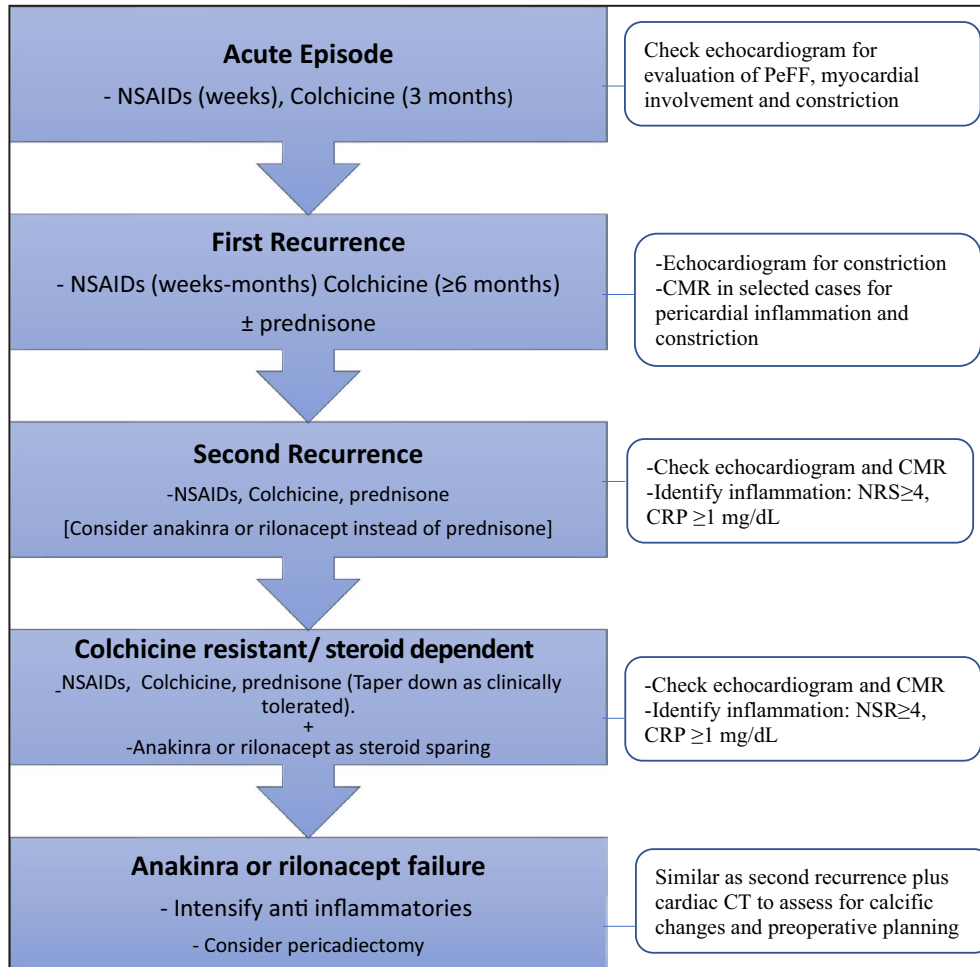 Acute Episode
- NSAIDs (weeks), Colchicine (3 months)
Check echocardiogram for
evaluation of PeFF, myocardial
involvement and constriction
First Recurrence
- NSAIDs (weeks-months) Colchicine (≥6 months)
± prednisone
-Echocardiogram for constriction
-CMR in selected cases for
pericardial inflammation and
constriction
Second Recurrence
-NSAIDs, Colchicine, prednisone
[Consider anakinra or rilonacept instead of prednisone]
-Check echocardiogram and CMR
-Identify inflammation: NRS≥4,
CRP ≥1 mg/dL
Colchicine resistant/ steroid dependent
-NSAIDs, Colchicine, prednisone (Taper down as clinically
tolerated).
+
-Anakinra or rilonacept as steroid sparing
-Check echocardiogram and CMR
-Identify inflammation: NSR≥4,
CRP ≥1 mg/dL
Anakinra or rilonacept failure
- Intensify anti inflammatories
- Consider pericadiectomy
Similar as second recurrence plus
cardiac CT to assess for calcific
changes and preoperative planning